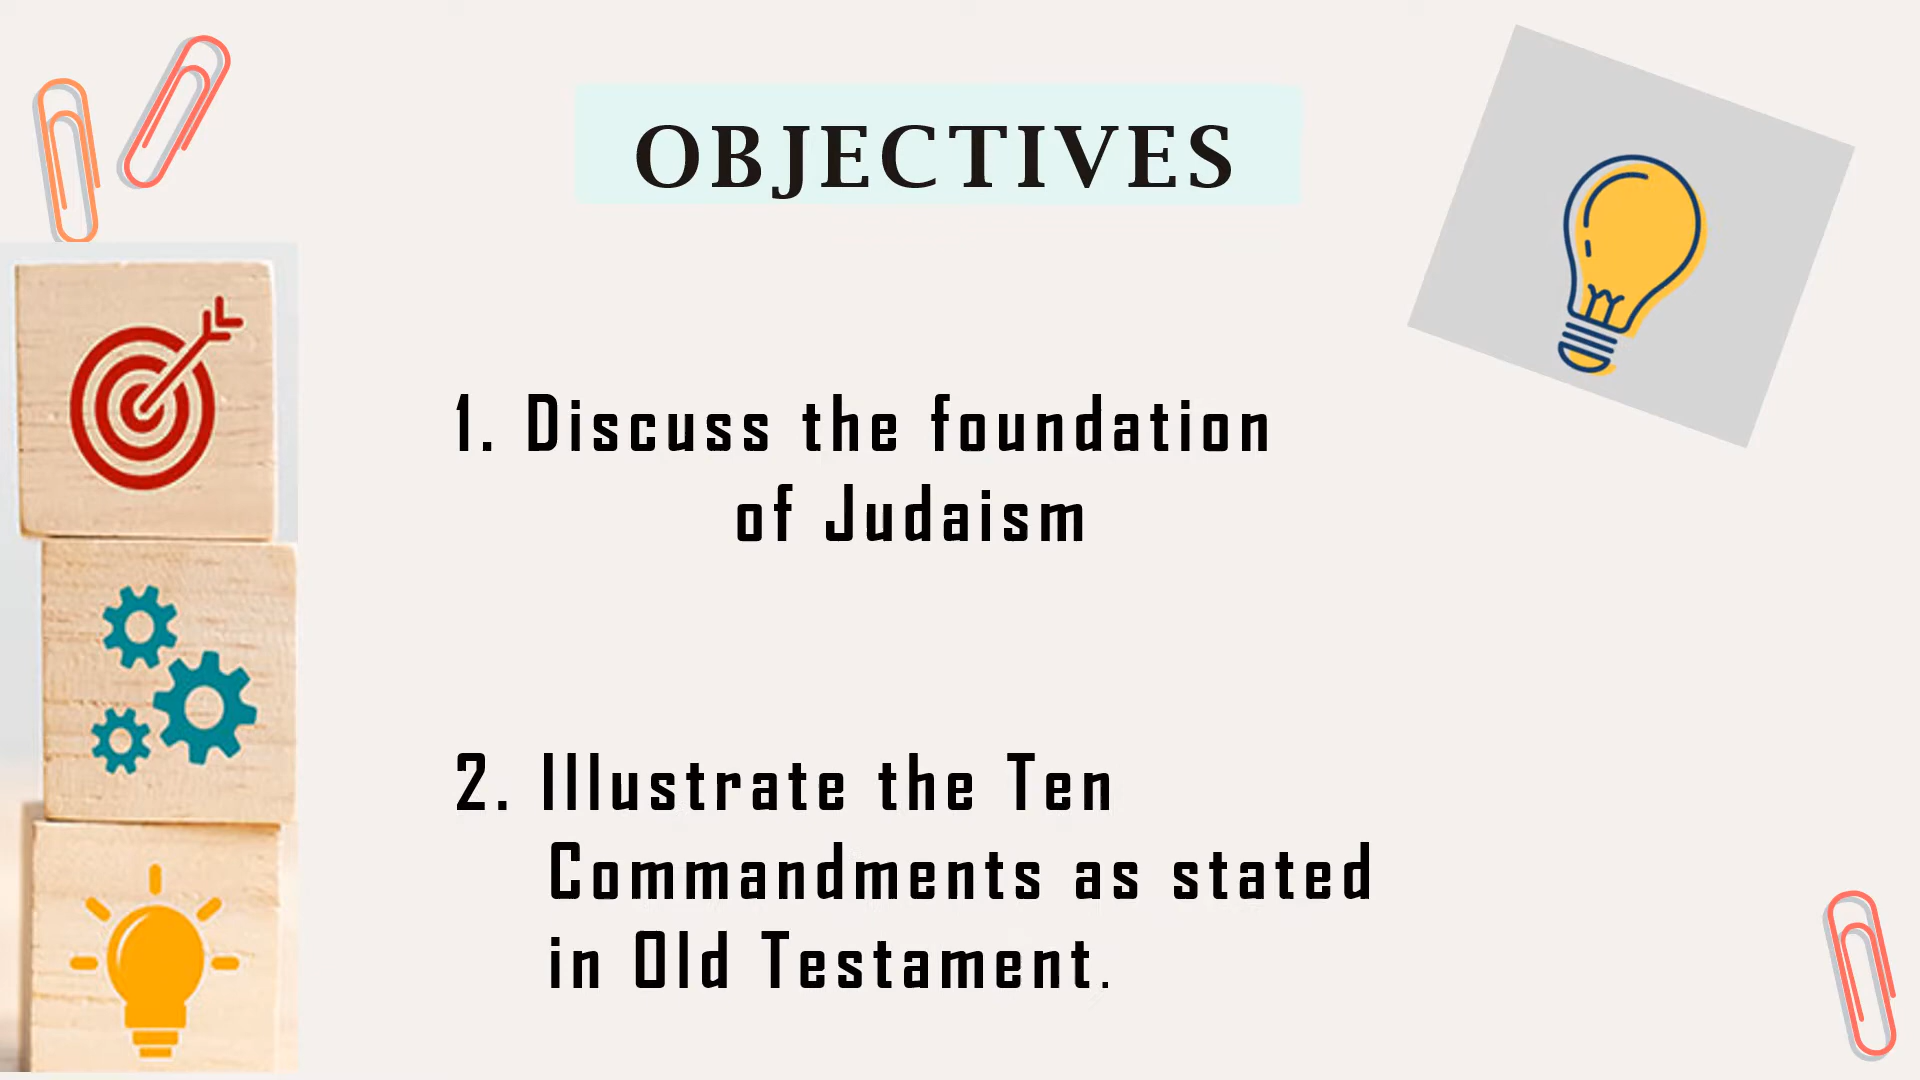 OBJECTIVES
1. Discuss the foundation
of Judaism
2. Illustrate the Ten
Commandments as stated
in Old Testament.